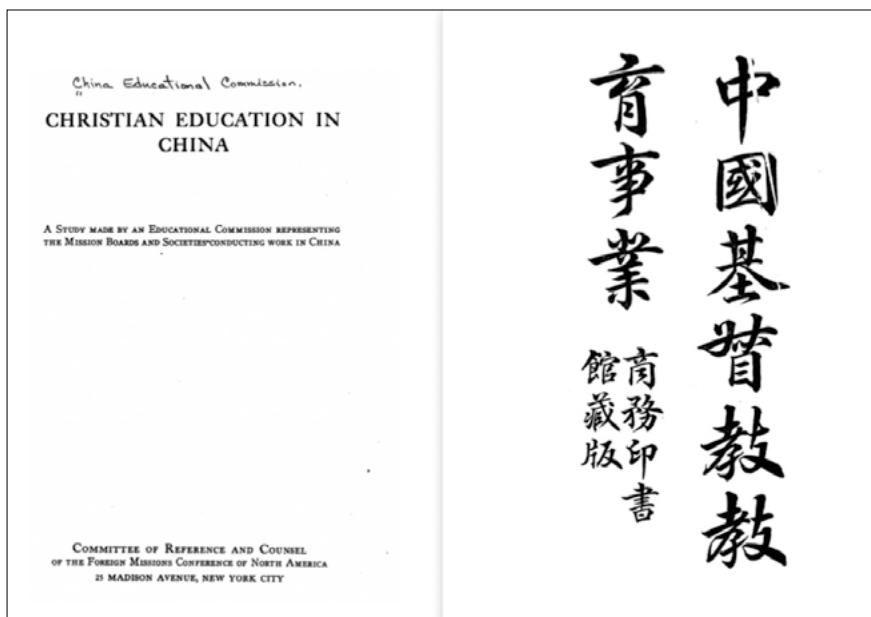 China Educational Commission.
CHRISTIAN EDUCATION IN
CHINA
A STUDY MADE BY AN EDUCATIONAL COMMISSION REPRESENTING
THE MISSION BOARDS AND SOCIETIES CONDUCTING WORK IN CHINA
COMMITTEE OF REFERENCE AND COUNSEL
OF THE FOREIGN MISSIONS CONFERENCE OF NORTH AMERICA
25 MADISON AVENUE, NEW YORK CITY
中國基督教教
育事業
商務印書
館藏版